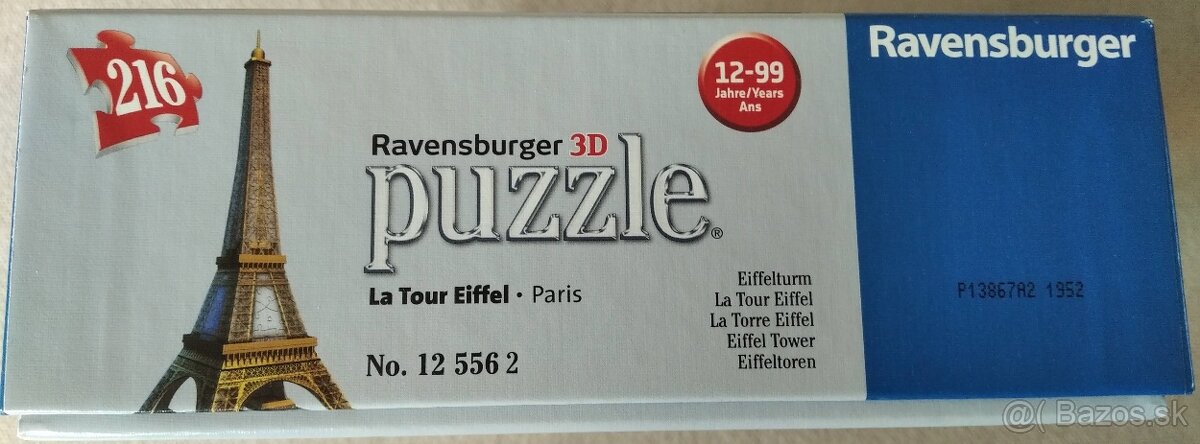 216
12-99
Jahre/Years
Ans
Ravensburger
Ravensburger 3D
puzzle®
La Tour Eiffel • Paris
No. 12 556 2
Eiffelturm
La Tour Eiffel
La Torre Eiffel
Eiffel Tower
Eiffeltoren
P13867A2 1952
@( Bazos.sk